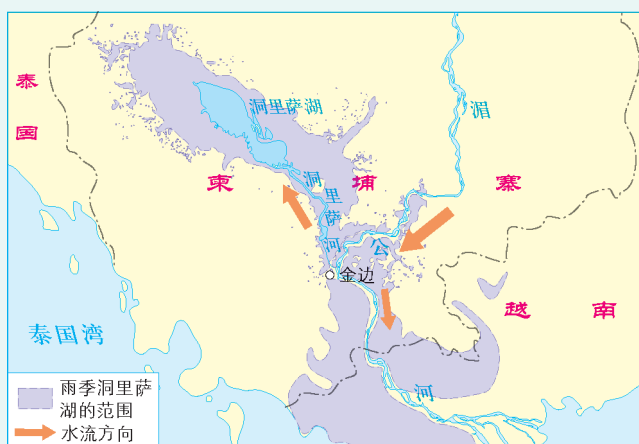 泰国
洞里萨湖
湄
柬埔寨
洞里萨河
公
金边
越南
泰国湾
河
雨季洞里萨
湖的范围
水流方向